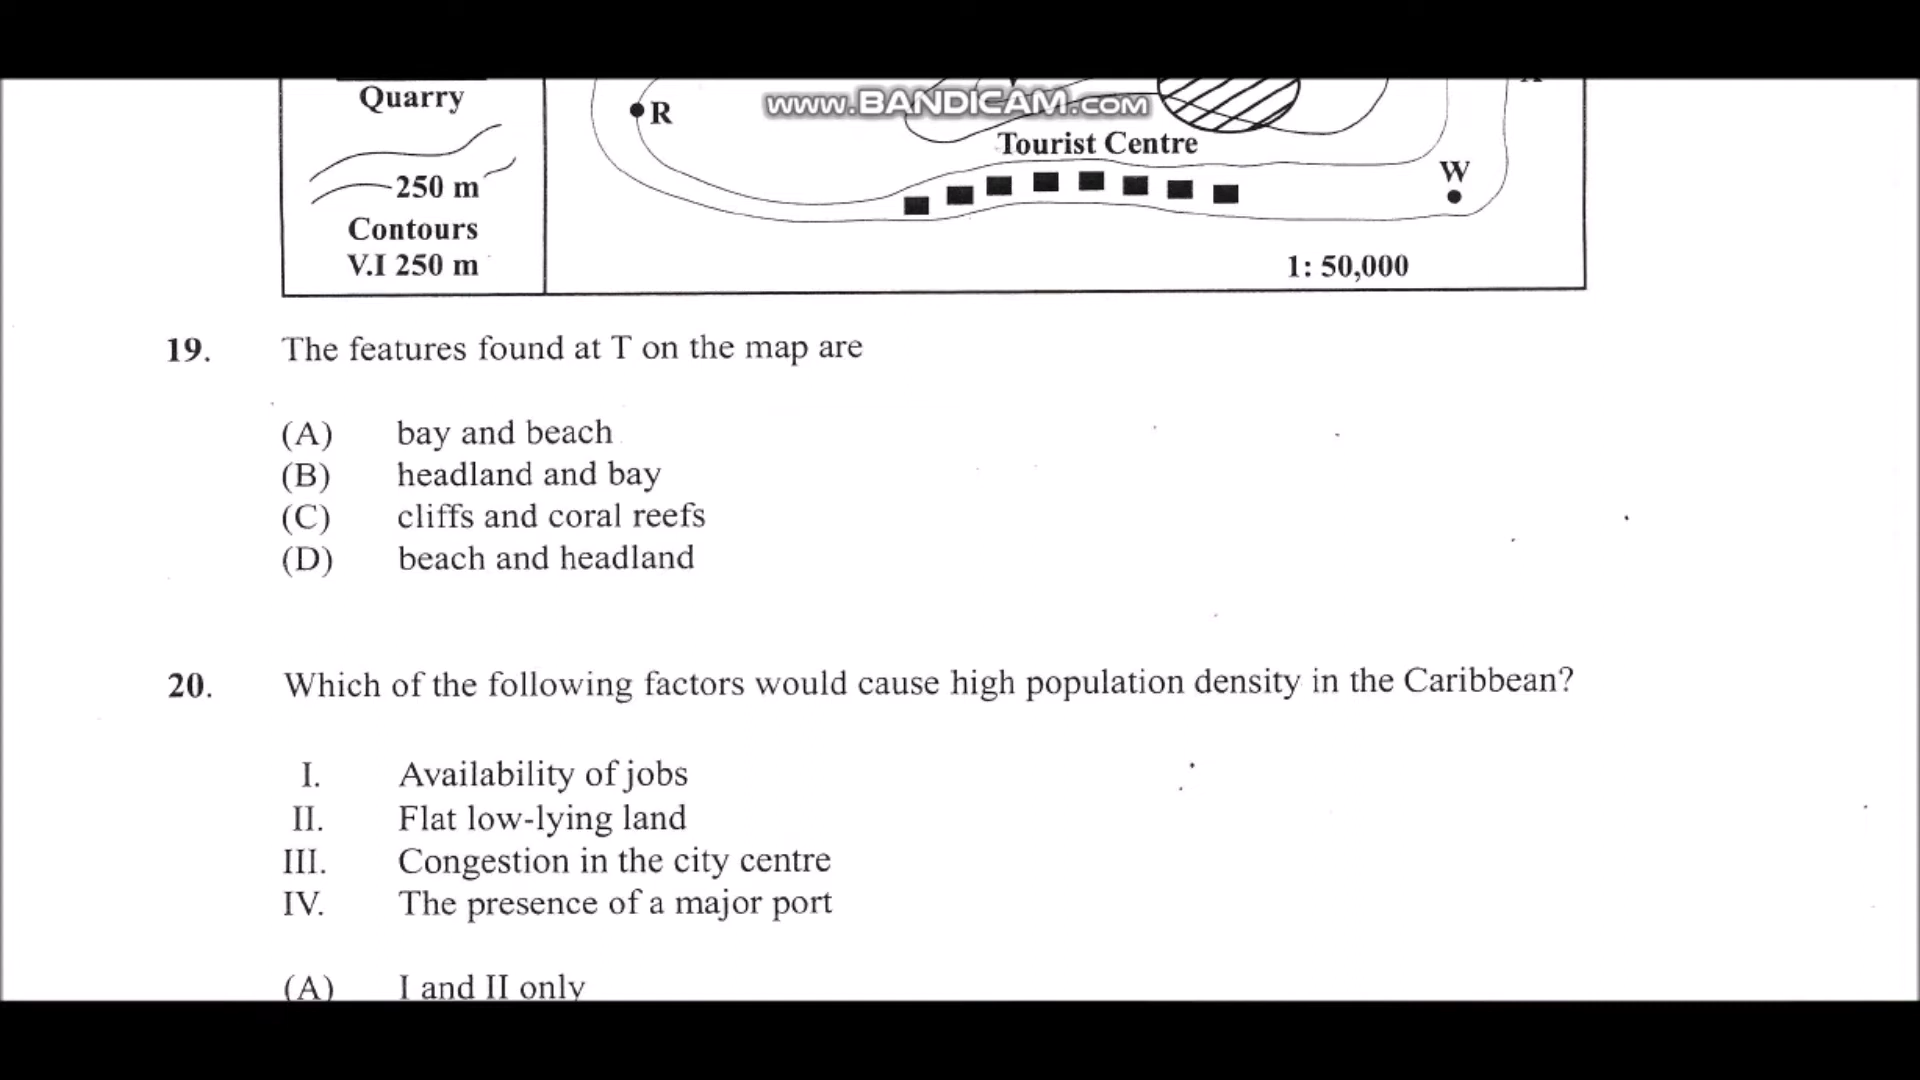 Quarry
R
www.BANDICAM.com
Tourist Centre
W
250 m
Contours
V.I 250 m
1: 50,000
19. The features found at T on the map are
(A) bay and beach
(B) headland and bay
(C) cliffs and coral reefs
(D) beach and headland
20. Which of the following factors would cause high population density in the Caribbean?
I. Availability of jobs
II. Flat low-lying land
III. Congestion in the city centre
IV. The presence of a major port
(A) I and II only